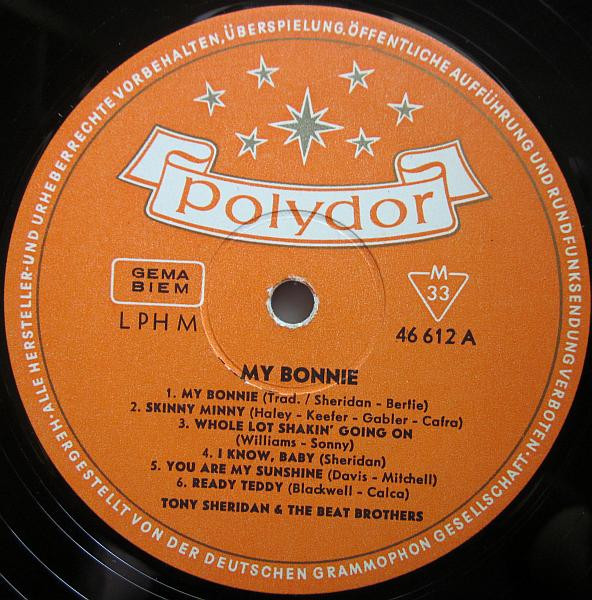 ·ALLE HERSTELLER-UND URHEBERRECHTE VORBEHALTEN, ÜBERSPIELUNG, ÖFFENTLICHE AUFFÜHRUNG UND RUNDFUNKSENDUNG VERBOTEN·
polydor
GEMA
BIEM
LPHM
M
33
46 612 A
MY BONNIE
1. MY BONNIE (Trad. / Sheridan - Bertie)
2. SKINNY MINNY (Haley - Keefer - Gabler - Cafra)
3. WHOLE LOT SHAKIN' GOING ON
(Williams - Sonny)
4. I KNOW, BABY (Sheridan)
5. YOU ARE MY SUNSHINE (Davis - Mitchell)
6. READY TEDDY (Blackwell - Calca)
TONY SHERIDAN & THE BEAT BROTHERS
HERGESTELLT VON DER DEUTSCHEN GRAMMOPHON GESELLSCHAFT·